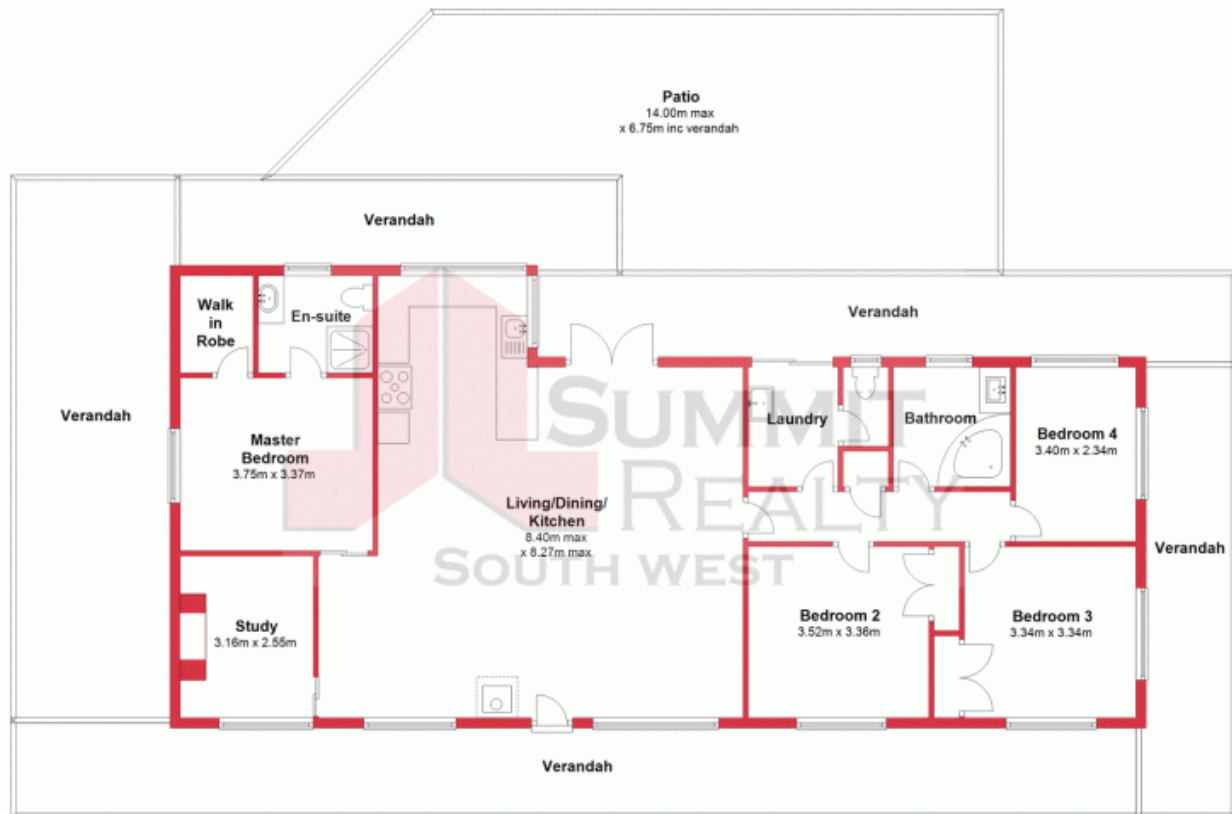 Patio
14.00m max
x 6.75m inc verandah
Verandah
Walk
in
Robe
En-suite
Verandah
Verandah
Master
Bedroom
3.75m x 3.37m
Laundry
Bathroom
Bedroom 4
3.40m x 2.34m
SUMMIT
REALTY
SOUTH WEST
Living/Dining/
Kitchen
8.40m max
x 8.27m max
Verandah
Study
3.16m x 2.55m
Bedroom 2
3.52m x 3.36m
Bedroom 3
3.34m x 3.34m
Verandah